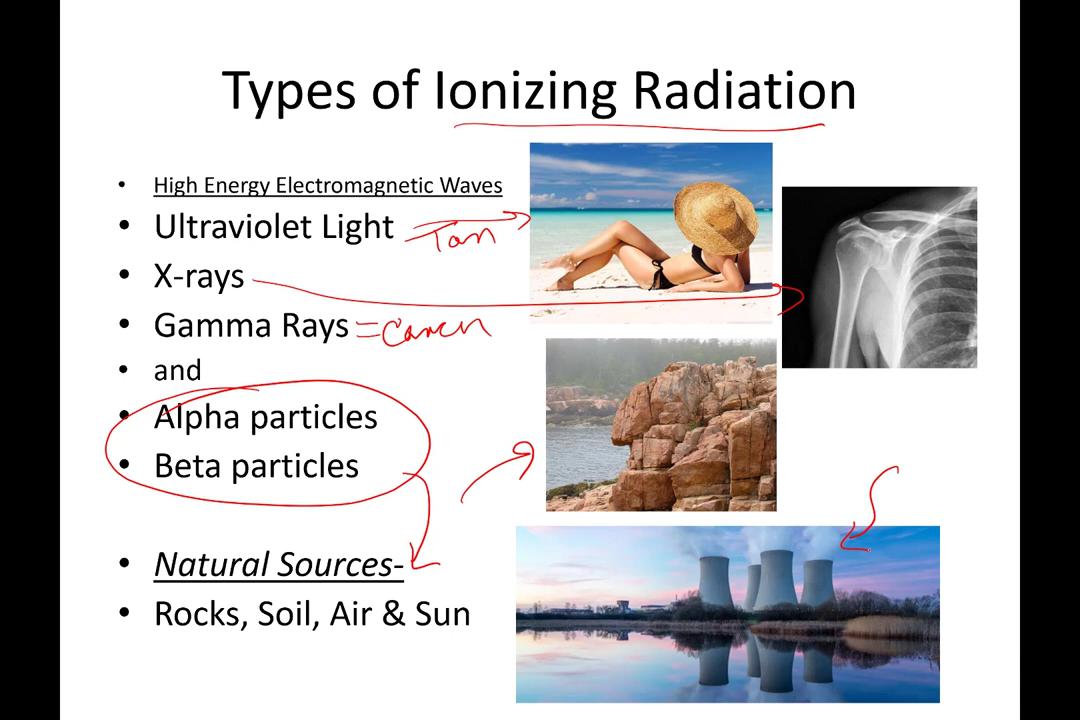 Types of Ionizing Radiation
• High Energy Electromagnetic Waves
• Ultraviolet Light Tan
• X-rays
• Gamma Rays = Cancer
• and
• Alpha particles
• Beta particles
• Natural Sources-
• Rocks, Soil, Air & Sun